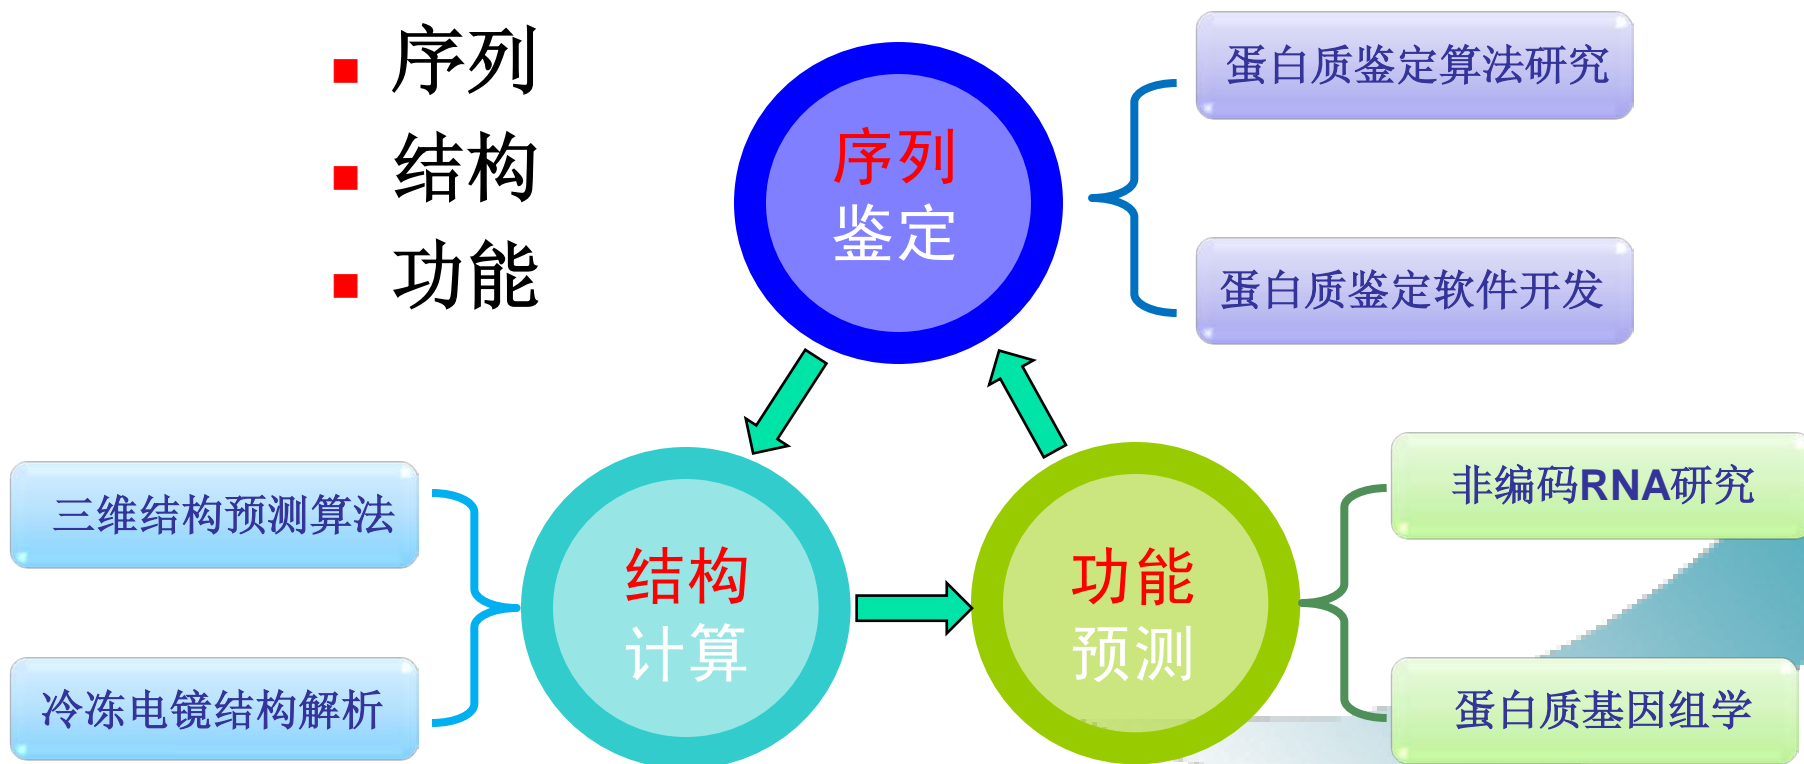 序列
结构
功能
序列
鉴定
蛋白质鉴定算法研究
蛋白质鉴定软件开发
三维结构预测算法
冷冻电镜结构解析
结构
计算
功能
预测
非编码RNA研究
蛋白质基因组学